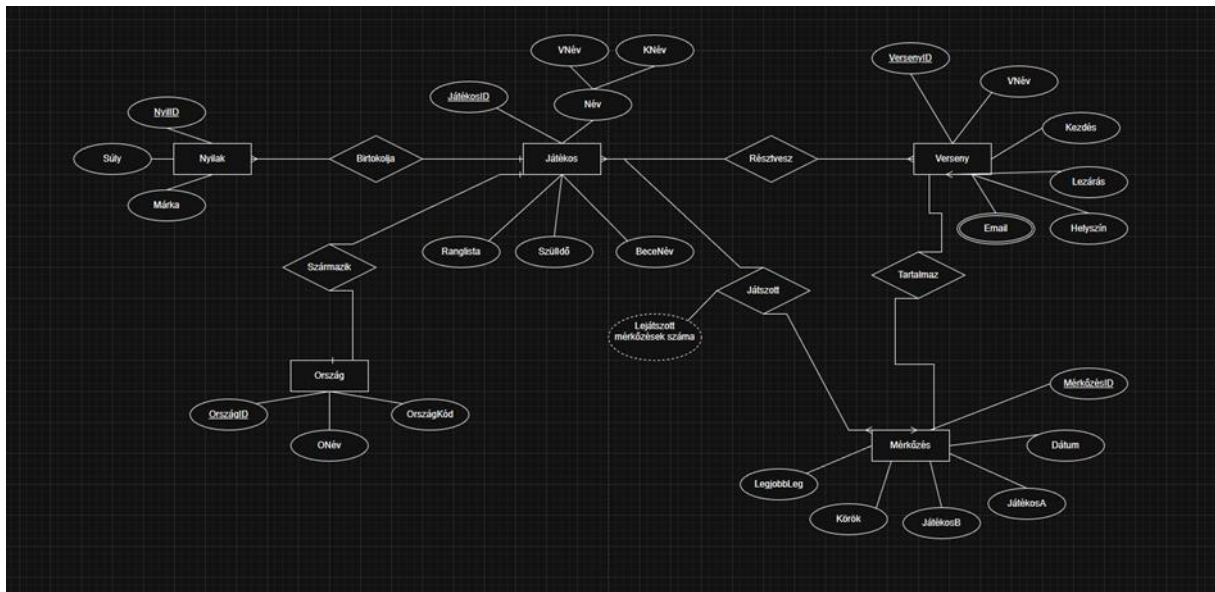 VNév
KNév
VersenyID
VNév
JátékosID
Név
NyilID
Kezdés
Súly
Nyilak
Birtokolja
Játékos
Résztvesz
Verseny
Lezárás
Márka
Email
Helyszín
Ranglista
SzülIdő
BeceNév
Származik
Játszott
Tartalmaz
Lejátszott
mérkőzések száma
Ország
MérkőzésID
OrszágID
OrszágKód
ONév
Mérkőzés
Dátum
LegjobbLeg
JátékosA
Körök
JátékosB